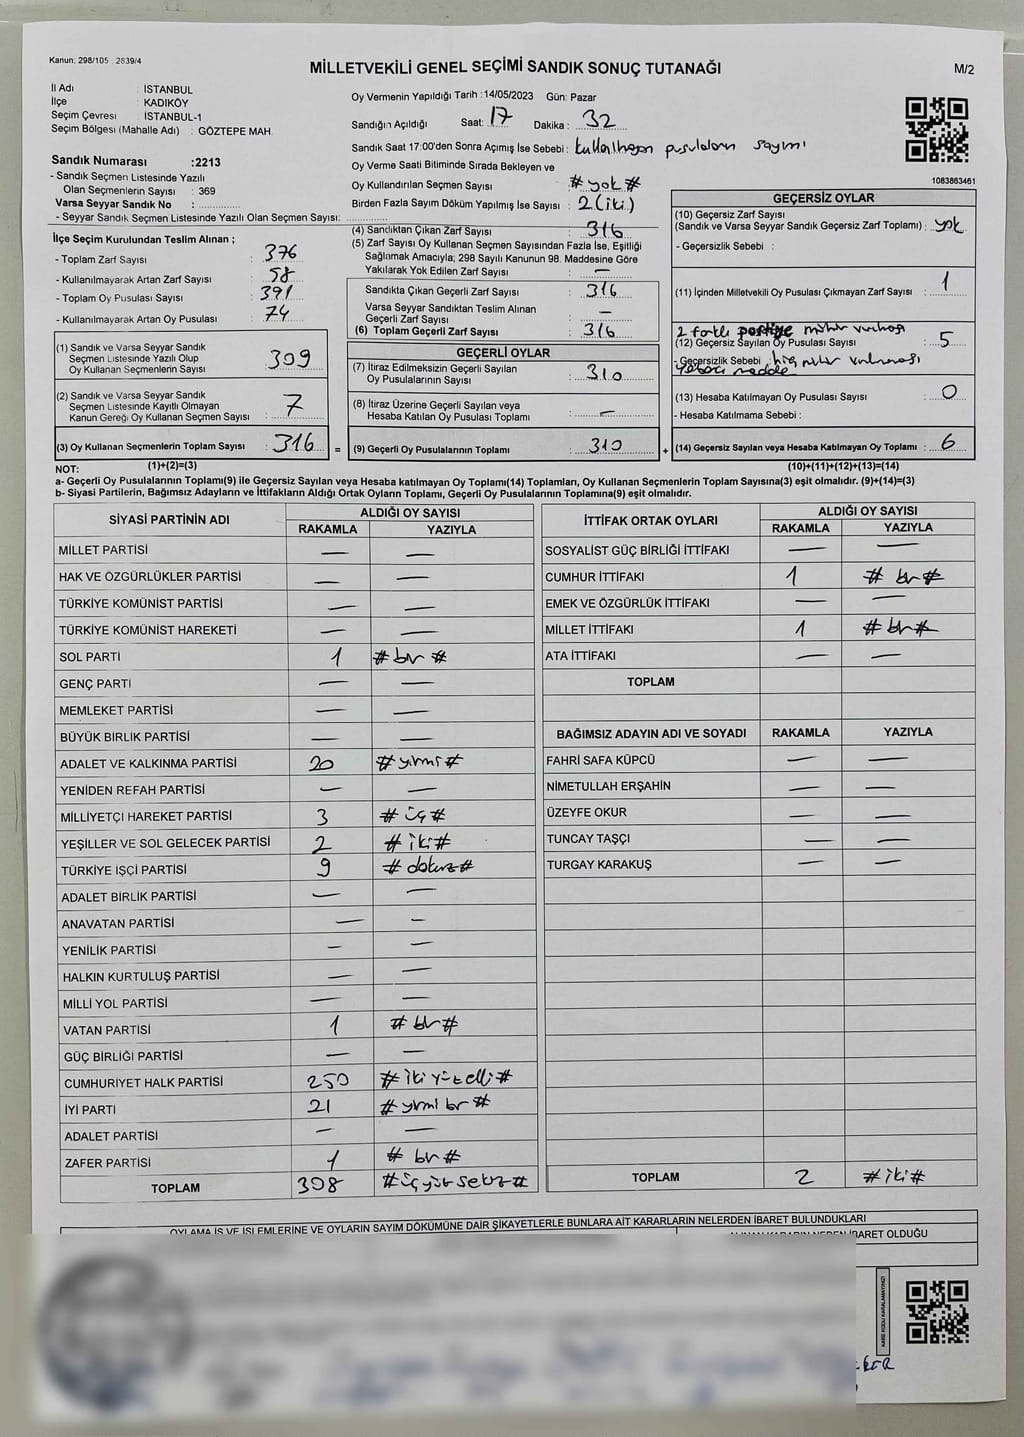 Kanun. 298/105 . 2839/4
MİLLETVEKİLİ GENEL SEÇİMİ SANDIK SONUÇ TUTANAĞI
M/2
İl Adı : İSTANBUL
İlçe : KADIKÖY
Seçim Çevresi : İSTANBUL-1
Seçim Bölgesi (Mahalle Adı) : GÖZTEPE MAH.
Sandık Numarası :2213
- Sandık Seçmen Listesinde Yazılı
Olan Seçmenlerin Sayısı : 369
Varsa Seyyar Sandık No :
- Seyyar Sandık Seçmen Listesinde Yazılı Olan Seçmen Sayısı:
Oy Vermenin Yapıldığı Tarih :14/05/2023 Gün: Pazar
Sandığın Açıldığı Saat: 17 Dakika : 32
Sandık Saat 17:00'den Sonra Açımış İse Sebebi : pusulaların sayımı
Oy Verme Saati Bitiminde Sırada Bekleyen ve
Oy Kullandırılan Seçmen Sayısı : # yok #
Birden Fazla Sayım Döküm Yapılmış İse Sayısı : 2 (iki)
1083863461
İlçe Seçim Kurulundan Teslim Alınan ;
- Toplam Zarf Sayısı : 376
- Kullanılmayarak Artan Zarf Sayısı : 58
- Toplam Oy Pusulası Sayısı : 391
- Kullanılmayarak Artan Oy Pusulası : 74
(4) Sandıktan Çıkan Zarf Sayısı : 316
(5) Zarf Sayısı Oy Kullanan Seçmen Sayısından Fazla İse, Eşitliği
Sağlamak Amacıyla; 298 Sayılı Kanunun 98. Maddesine Göre
Yakılarak Yok Edilen Zarf Sayısı : —
Sandıkta Çıkan Geçerli Zarf Sayısı : 316
Varsa Seyyar Sandıktan Teslim Alınan
Geçerli Zarf Sayısı : —
(6) Toplam Geçerli Zarf Sayısı : 316
GEÇERSİZ OYLAR
(10) Geçersiz Zarf Sayısı
(Sandık ve Varsa Seyyar Sandık Geçersiz Zarf Toplamı) : yok
- Geçersizlik Sebebi :
(11) İçinden Milletvekili Oy Pusulası Çıkmayan Zarf Sayısı : 1
2 farklı partiye mühür vurması
(12) Geçersiz Sayılan Oy Pusulası Sayısı : 5
- Geçersizlik Sebebi : hiç mühür vurulmaması
yabancı madde
(13) Hesaba Katılmayan Oy Pusulası Sayısı : 0
- Hesaba Katılmama Sebebi :
(14) Geçersiz Sayılan veya Hesaba Katılmayan Oy Toplamı : 6
(10)+(11)+(12)+(13)=(14)
(1) Sandık ve Varsa Seyyar Sandık
Seçmen Listesinde Yazılı Olup
Oy Kullanan Seçmenlerin Sayısı : 309
(2) Sandık ve Varsa Seyyar Sandık
Seçmen Listesinde Kayıtlı Olmayan
Kanun Gereği Oy Kullanan Seçmen Sayısı : 7
(3) Oy Kullanan Seçmenlerin Toplam Sayısı : 316 =
(1)+(2)=(3)
GEÇERLİ OYLAR
(7) İtiraz Edilmeksizin Geçerli Sayılan
Oy Pusulalarının Sayısı : 310
(8) İtiraz Üzerine Geçerli Sayılan veya
Hesaba Katılan Oy Pusulası Toplamı : —
(9) Geçerli Oy Pusulalarının Toplamı : 310 +
NOT:
a- Geçerli Oy Pusulalarının Toplamı(9) ile Geçersiz Sayılan veya Hesaba katılmayan Oy Toplamı(14) Toplamları, Oy Kullanan Seçmenlerin Toplam Sayısına(3) eşit olmalıdır. (9)+(14)=(3)
b- Siyasi Partilerin, Bağımsız Adayların ve İttifakların Aldığı Ortak Oyların Toplamı, Geçerli Oy Pusulalarının Toplamına(9) eşit olmalıdır.
SİYASİ PARTİNİN ADI ALDIĞI OY SAYISI
RAKAMLA YAZIYLA
MİLLET PARTİSİ — —
HAK VE ÖZGÜRLÜKLER PARTİSİ — —
TÜRKİYE KOMÜNİST PARTİSİ — —
TÜRKİYE KOMÜNİST HAREKETİ — —
SOL PARTİ 1 # bir #
GENÇ PARTİ — —
MEMLEKET PARTİSİ — —
BÜYÜK BİRLİK PARTİSİ — —
ADALET VE KALKINMA PARTİSİ 20 # yirmi #
YENİDEN REFAH PARTİSİ — —
MİLLİYETÇİ HAREKET PARTİSİ 3 # üç #
YEŞİLLER VE SOL GELECEK PARTİSİ 2 # iki #
TÜRKİYE İŞÇİ PARTİSİ 9 # dokuz #
ADALET BİRLİK PARTİSİ — —
ANAVATAN PARTİSİ — —
YENİLİK PARTİSİ — —
HALKIN KURTULUŞ PARTİSİ — —
MİLLİ YOL PARTİSİ — —
VATAN PARTİSİ 1 # bir #
GÜÇ BİRLİĞİ PARTİSİ — —
CUMHURİYET HALK PARTİSİ 250 # iki yüz elli #
İYİ PARTİ 21 # yirmi bir #
ADALET PARTİSİ — —
ZAFER PARTİSİ 1 # bir #
TOPLAM 308 # üç yüz sekiz #
İTTİFAK ORTAK OYLARI ALDIĞI OY SAYISI
RAKAMLA YAZIYLA
SOSYALİST GÜÇ BİRLİĞİ İTTİFAKI — —
CUMHUR İTTİFAKI 1 # bir #
EMEK VE ÖZGÜRLÜK İTTİFAKI — —
MİLLET İTTİFAKI 1 # bir #
ATA İTTİFAKI — —
TOPLAM
BAĞIMSIZ ADAYIN ADI VE SOYADI RAKAMLA YAZIYLA
FAHRİ SAFA KÜPCÜ — —
NİMETULLAH ERŞAHİN — —
ÜZEYFE OKUR — —
TUNCAY TAŞÇI — —
TURGAY KARAKUŞ — —
TOPLAM 2 # iki #
OYLAMA İŞ VE İŞLEMLERİNE VE OYLARIN SAYIM DÖKÜMÜNE DAİR ŞİKAYETLERLE BUNLARA AİT KARARLARIN NELERDEN İBARET BULUNDUKLARI
ALINAN KARARIN NEDEN İBARET OLDUĞU
KARE KODU KARALAMAYINIZ!